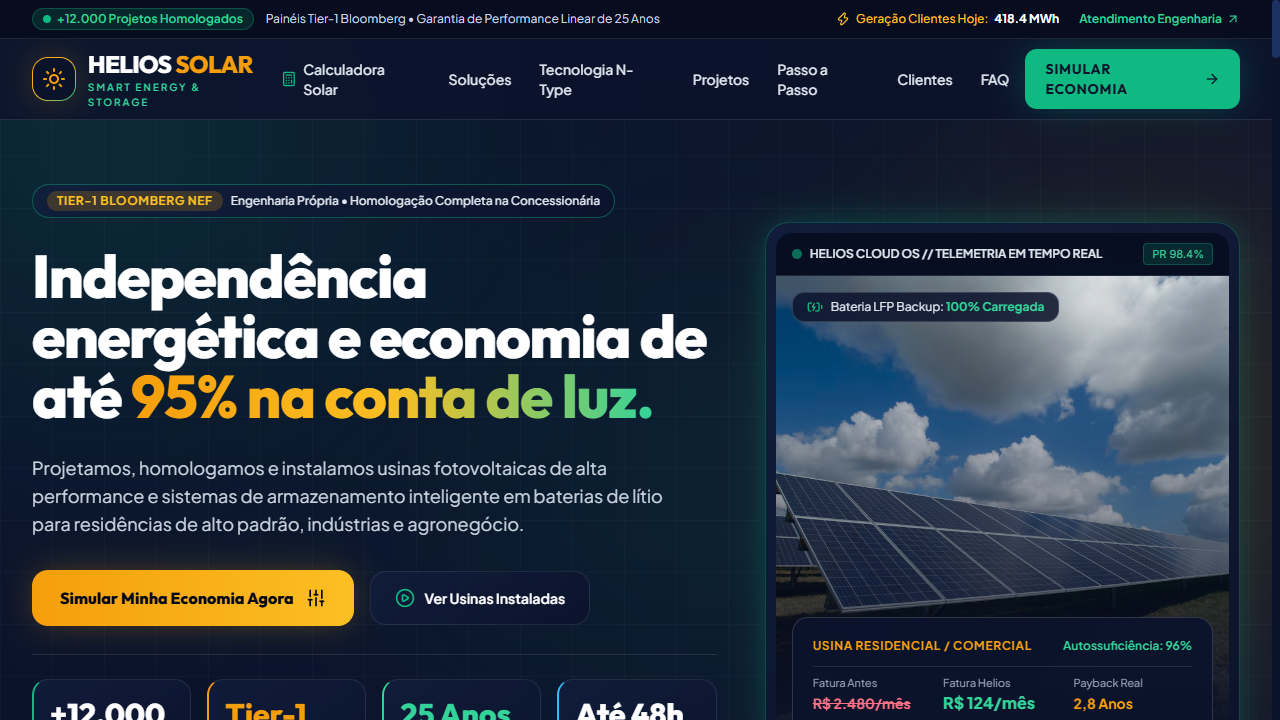 +12.000 Projetos Homologados
Painéis Tier-1 Bloomberg • Garantia de Performance Linear de 25 Anos
Geração Clientes Hoje: 418.4 MWh
Atendimento Engenharia
HELIOS SOLAR
SMART ENERGY &
STORAGE
Calculadora
Solar
Soluções
Tecnologia N-
Type
Projetos
Passo a
Passo
Clientes
FAQ
SIMULAR
ECONOMIA
TIER-1 BLOOMBERG NEF
Engenharia Própria • Homologação Completa na Concessionária
Independência
energética e economia de
até 95% na conta de luz.
Projetamos, homologamos e instalamos usinas fotovoltaicas de alta
performance e sistemas de armazenamento inteligente em baterias de lítio
para residências de alto padrão, indústrias e agronegócio.
Simular Minha Economia Agora
Ver Usinas Instaladas
+12.000
Tier-1
25 Anos
Até 48h
HELIOS CLOUD OS // TELEMETRIA EM TEMPO REAL
PR 98.4%
Bateria LFP Backup: 100% Carregada
USINA RESIDENCIAL / COMERCIAL
Autossuficiência: 96%
Fatura Antes
R$ 2.480/mês
Fatura Helios
R$ 124/mês
Payback Real
2,8 Anos